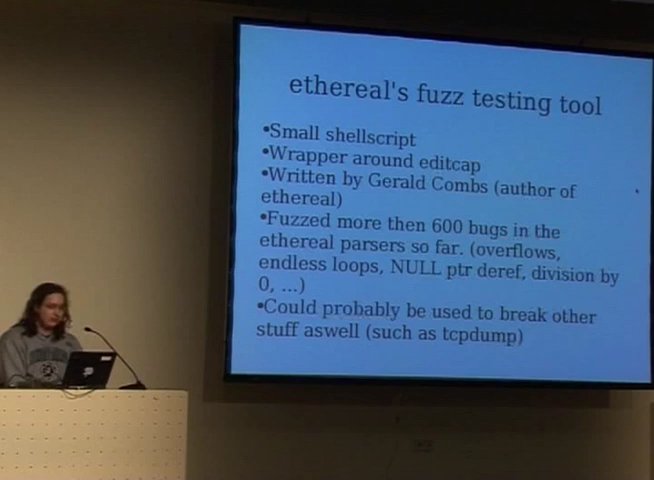 ethereal's fuzz testing tool
•Small shellscript
•Wrapper around editcap
•Written by Gerald Combs (author of
ethereal)
•Fuzzed more then 600 bugs in the
ethereal parsers so far. (overflows,
endless loops, NULL ptr deref, division by
0, ...)
•Could probably be used to break other
stuff aswell (such as tcpdump)